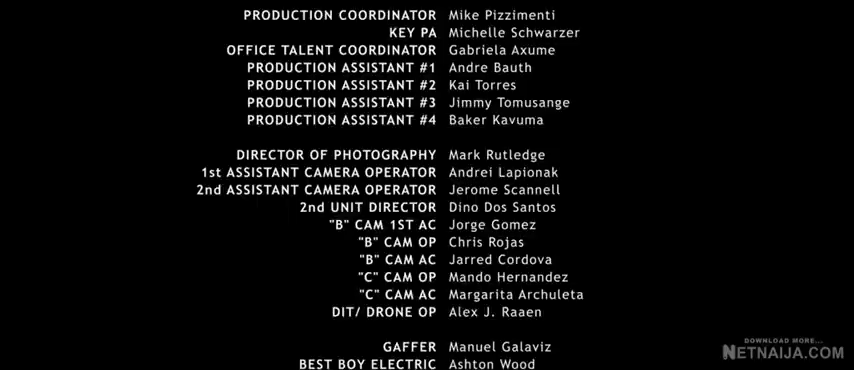 PRODUCTION COORDINATOR Mike Pizzimenti
KEY PA Michelle Schwarzer
OFFICE TALENT COORDINATOR Gabriela Axume
PRODUCTION ASSISTANT #1 Andre Bauth
PRODUCTION ASSISTANT #2 Kai Torres
PRODUCTION ASSISTANT #3 Jimmy Tomusange
PRODUCTION ASSISTANT #4 Baker Kavuma
DIRECTOR OF PHOTOGRAPHY Mark Rutledge
1st ASSISTANT CAMERA OPERATOR Andrei Lapionak
2nd ASSISTANT CAMERA OPERATOR Jerome Scannell
2nd UNIT DIRECTOR Dino Dos Santos
"B" CAM 1ST AC Jorge Gomez
"B" CAM OP Chris Rojas
"B" CAM AC Jarred Cordova
"C" CAM OP Mando Hernandez
"C" CAM AC Margarita Archuleta
DIT/ DRONE OP Alex J. Raaen
GAFFER Manuel Galaviz
BEST BOY ELECTRIC Ashton Wood
DOWNLOAD MORE...
NETNAIJA.COM